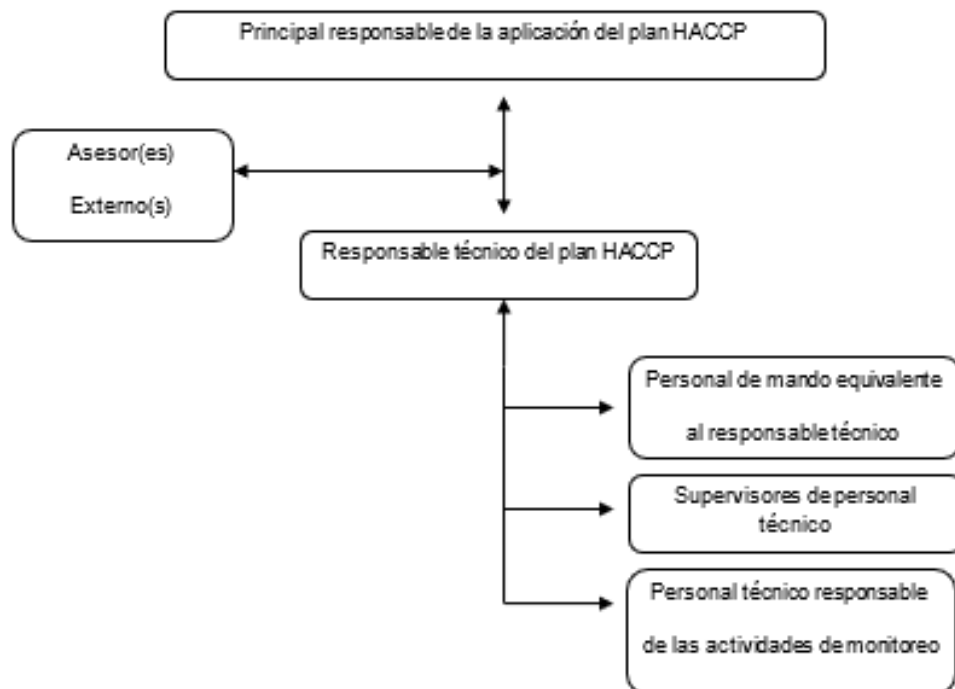 Principal responsable de la aplicación del plan HACCP
Asesor(es)
Externo(s)
Responsable técnico del plan HACCP
Personal de mando equivalente
al responsable técnico
Supervisores de personal
técnico
Personal técnico responsable
de las actividades de monitoreo